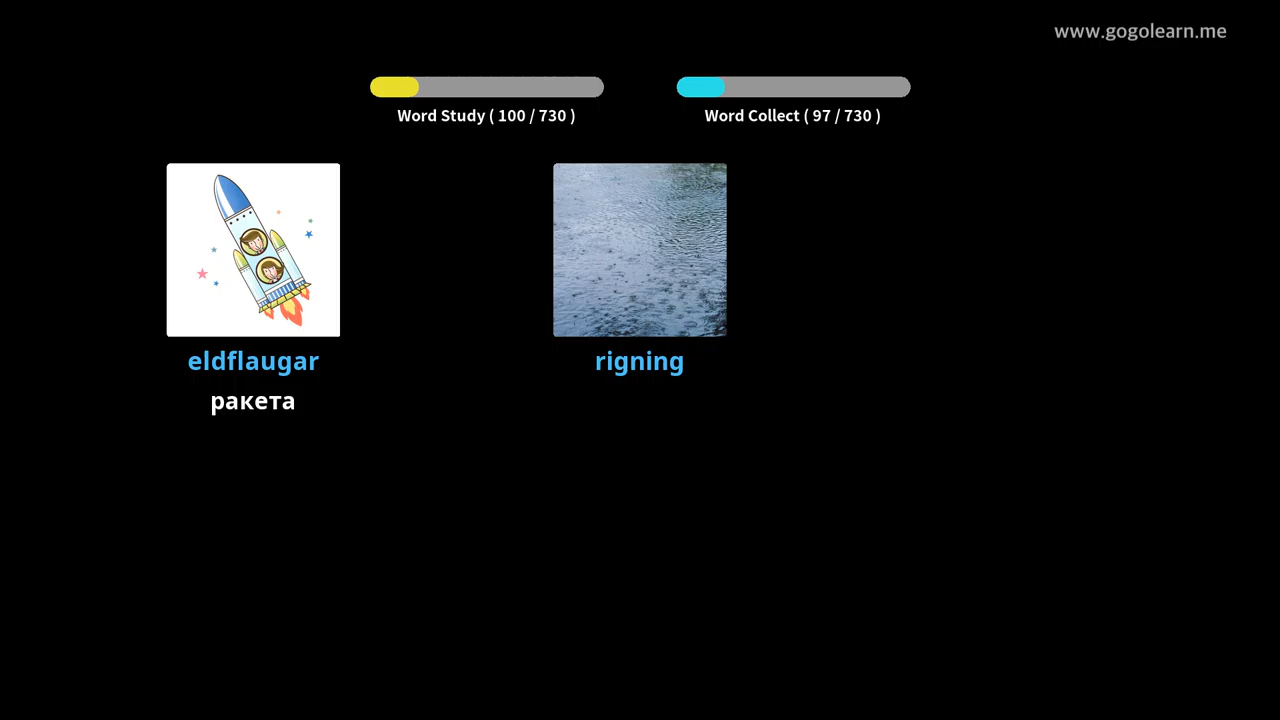 www.gogolearn.me
Word Study ( 100 / 730 )
Word Collect ( 97 / 730 )
eldflaugar
rigning
ракета